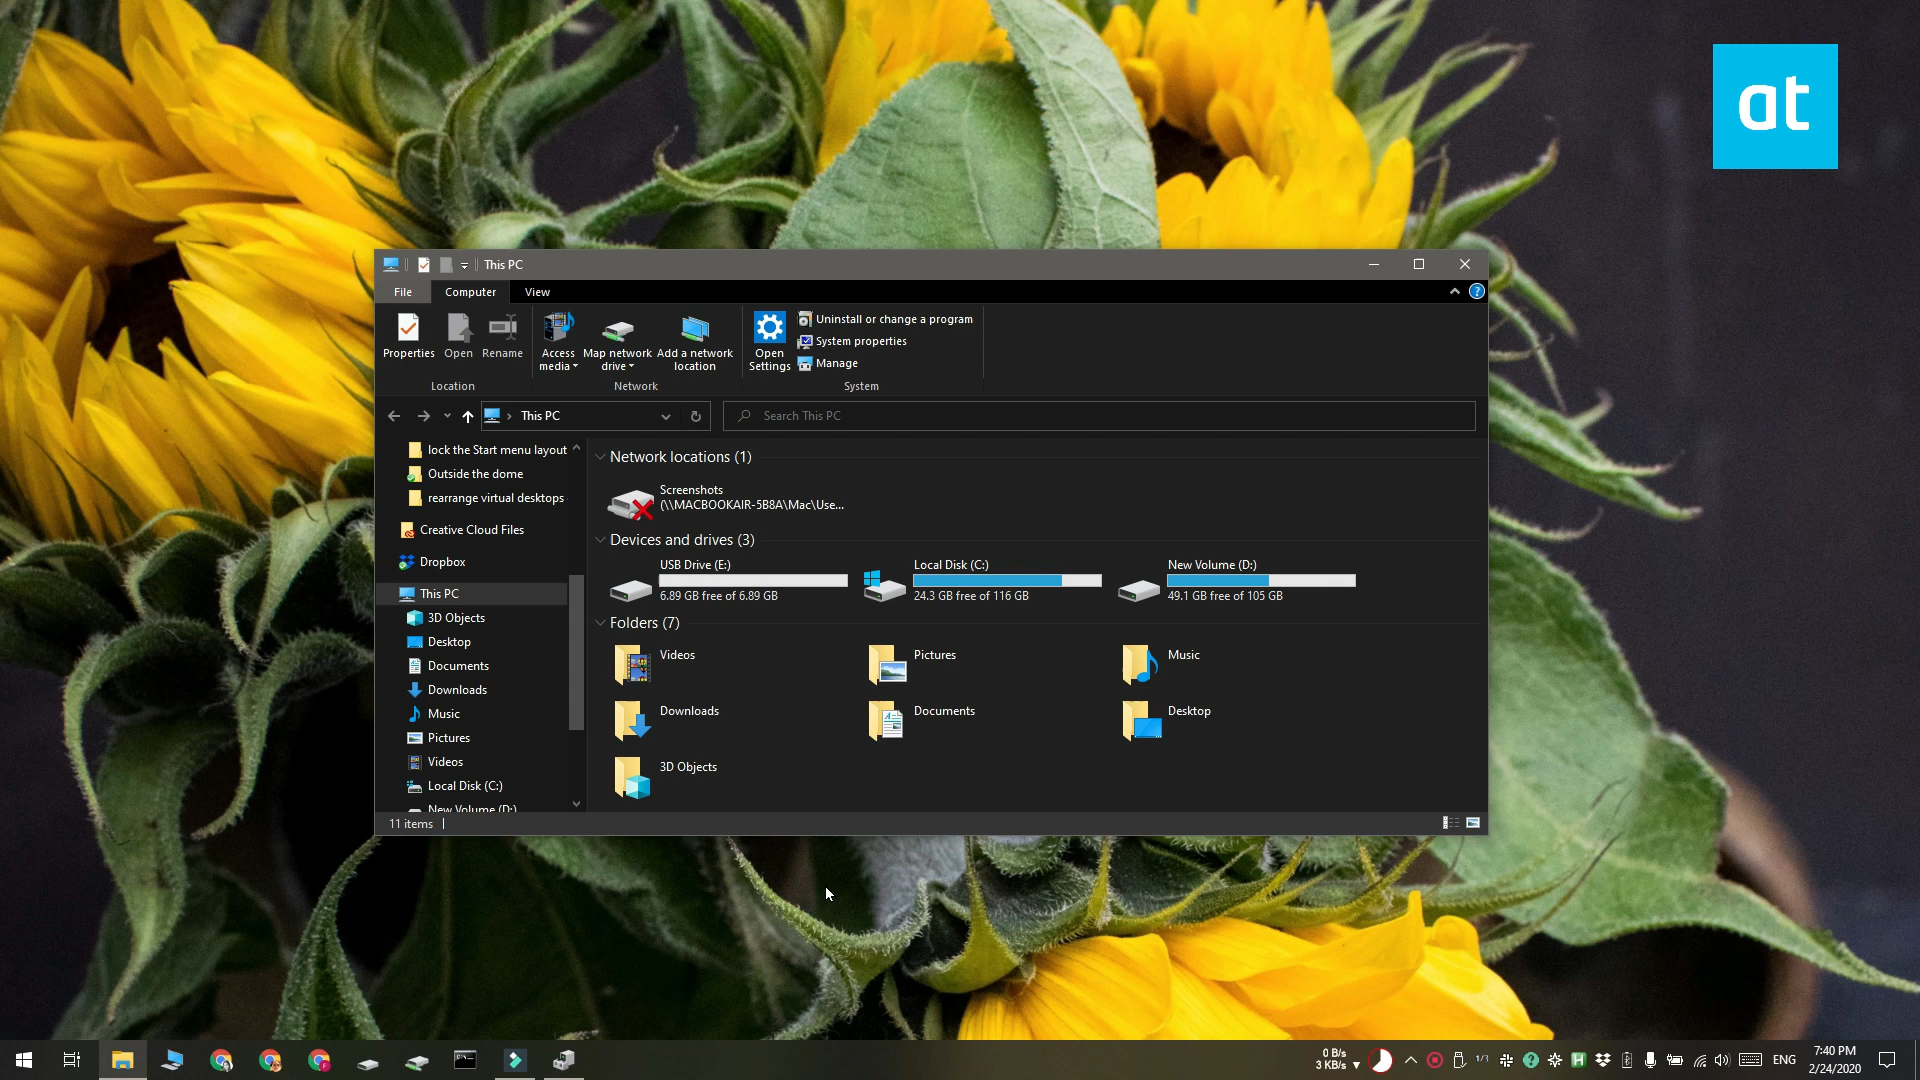 at
This PC
File
Computer
View
Properties
Open
Rename
Access media
Map network drive
Add a network location
Open Settings
Uninstall or change a program
System properties
Manage
Location
Network
System
This PC
Search This PC
lock the Start menu layout
Outside the dome
rearrange virtual desktops
Creative Cloud Files
Dropbox
This PC
3D Objects
Desktop
Documents
Downloads
Music
Pictures
Videos
Local Disk (C:)
New Volume (D:)
Network locations (1)
Screenshots
(\\MACBOOKAIR-5B8A\Mac\Use...
Devices and drives (3)
USB Drive (E:)
6.89 GB free of 6.89 GB
Local Disk (C:)
24.3 GB free of 116 GB
New Volume (D:)
49.1 GB free of 105 GB
Folders (7)
Videos
Pictures
Music
Downloads
Documents
Desktop
3D Objects
11 items
0 B/s
3 KB/s
1/3
ENG
7:40 PM
2/24/2020